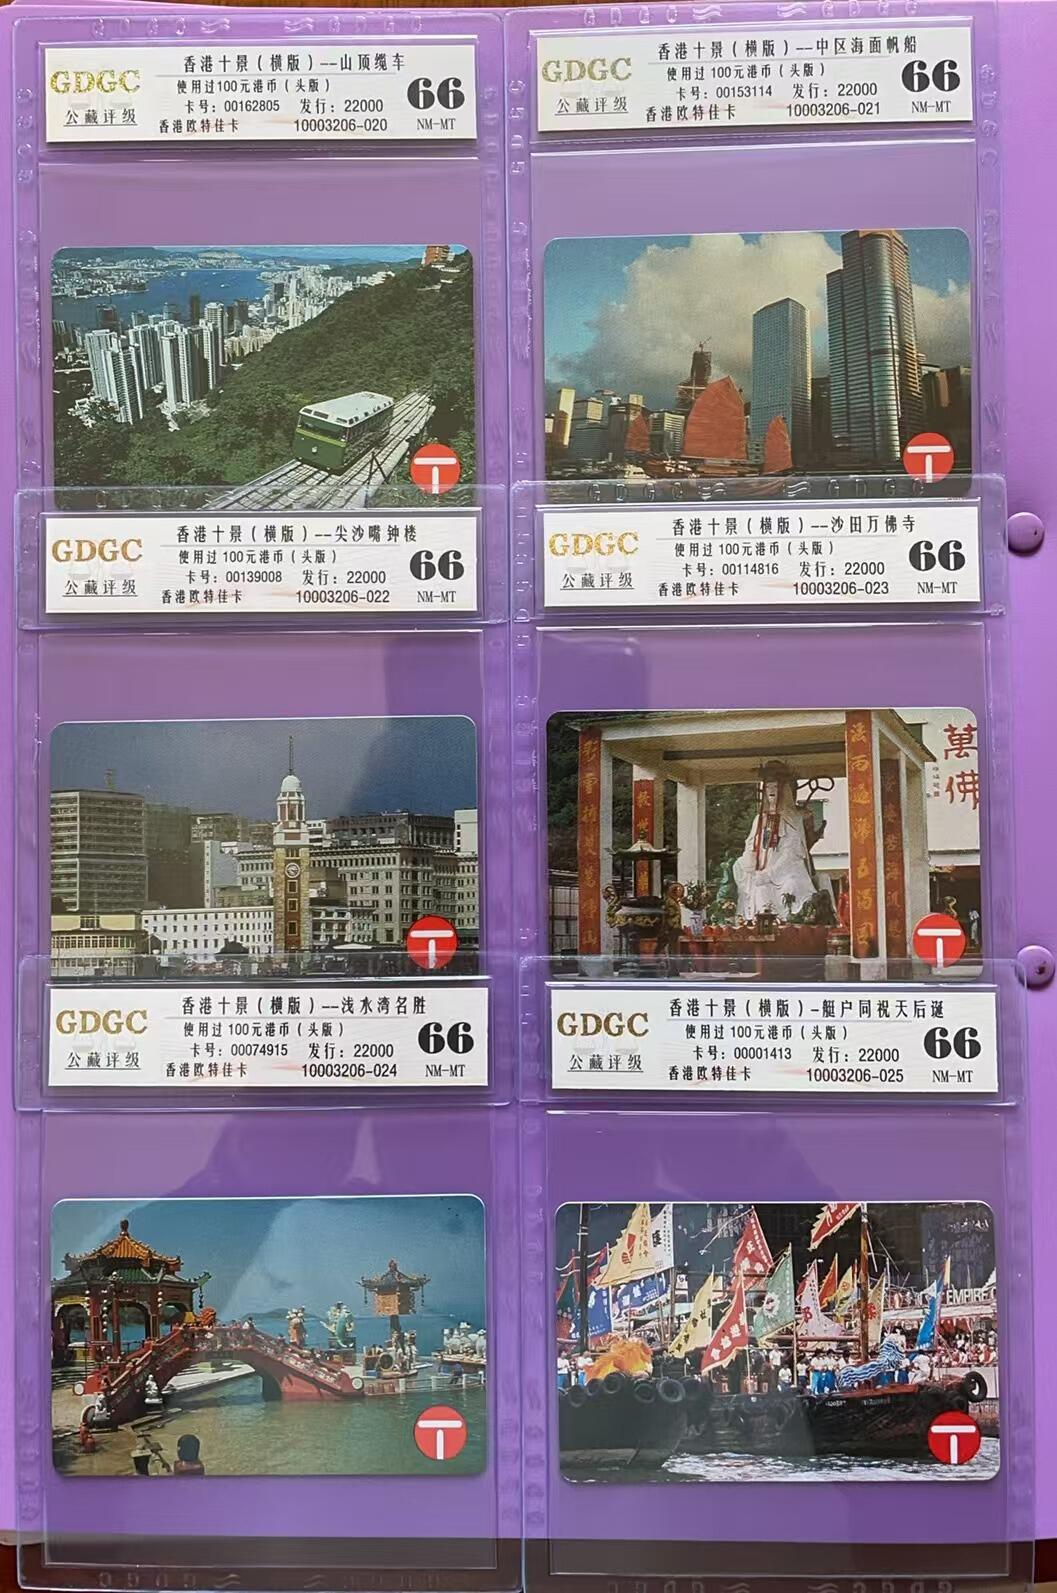 GDGC
公藏评级
香港十景（横版）--山顶缆车
使用过100元港币（头版）
卡号：00162805 发行：22000
香港欧特佳卡 10003206-020
66
NM-MT
GDGC
公藏评级
香港十景（横版）--中区海面帆船
使用过100元港币（头版）
卡号：00153114 发行：22000
香港欧特佳卡 10003206-021
66
NM-MT
GDGC
公藏评级
香港十景（横版）--尖沙嘴钟楼
使用过100元港币（头版）
卡号：00139008 发行：22000
香港欧特佳卡 10003206-022
66
NM-MT
GDGC
公藏评级
香港十景（横版）--沙田万佛寺
使用过100元港币（头版）
卡号：00114816 发行：22000
香港欧特佳卡 10003206-023
66
NM-MT
萬佛
GDGC
公藏评级
香港十景（横版）--浅水湾名胜
使用过100元港币（头版）
卡号：00074915 发行：22000
香港欧特佳卡 10003206-024
66
NM-MT
GDGC
公藏评级
香港十景（横版）-艇户同祝天后诞
使用过100元港币（头版）
卡号：00001413 发行：22000
香港欧特佳卡 10003206-025
66
NM-MT
EMPIRE